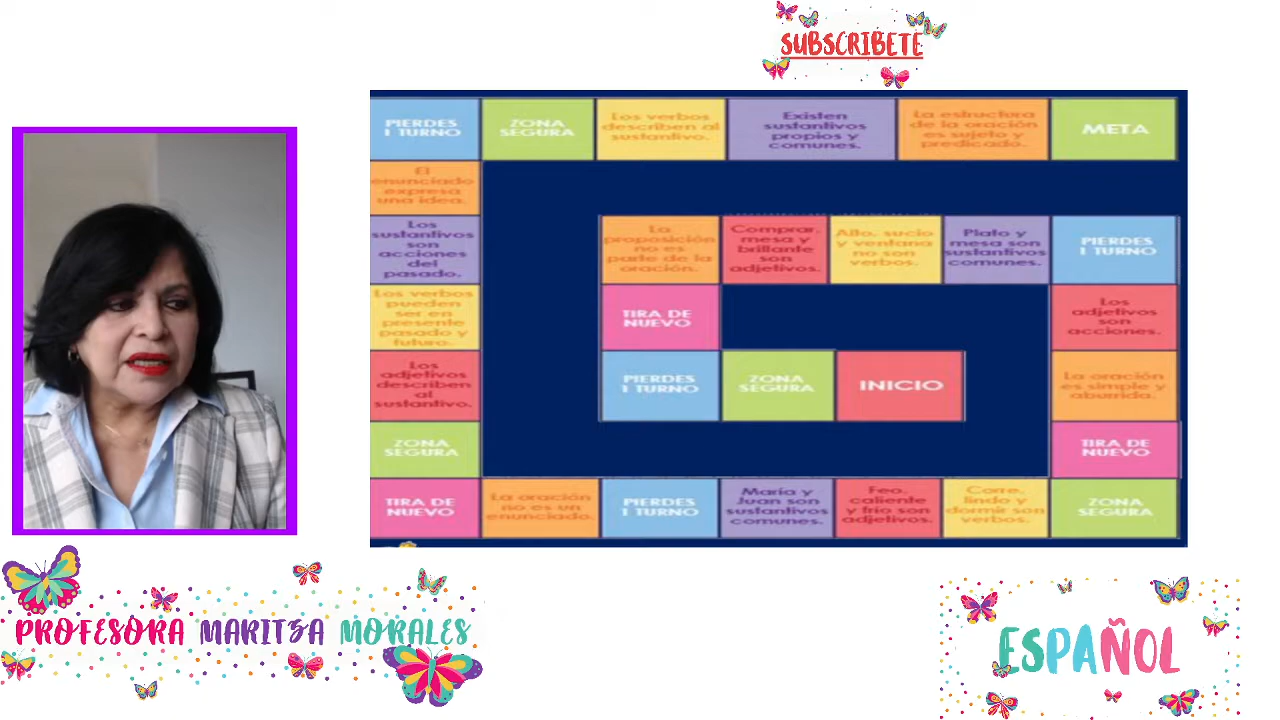 SUBSCRIBETE
PIERDES
1 TURNO
ZONA
SEGURA
Los verbos
describen al
sustantivo.
Existen
sustantivos
propios y
comunes.
La estructura
de la oración
es sujeto y
predicado.
META
El
enunciado
expresa
una idea.
Los
sustantivos
son
acciones
del
pasado.
La
proposición
no es
parte de la
oración.
Comprar,
mesa y
brillante
son
adjetivos.
Alto, sucio
y ventana
no son
verbos.
Plato y
mesa son
sustantivos
comunes.
PIERDES
1 TURNO
Los verbos
pueden
ser en
presente
pasado y
futuro.
TIRA DE
NUEVO
Los
adjetivos
son
acciones.
Los
adjetivos
describen
al
sustantivo.
PIERDES
1 TURNO
ZONA
SEGURA
INICIO
La oración
es simple y
aburrida.
ZONA
SEGURA
TIRA DE
NUEVO
TIRA DE
NUEVO
La oración
no es un
enunciado.
PIERDES
1 TURNO
María y
Juan son
sustantivos
comunes.
Feo,
caliente
y frío son
adjetivos.
Corre,
lindo y
dormir son
verbos.
ZONA
SEGURA
PROFESORA MARITZA MORALES
ESPAÑOL